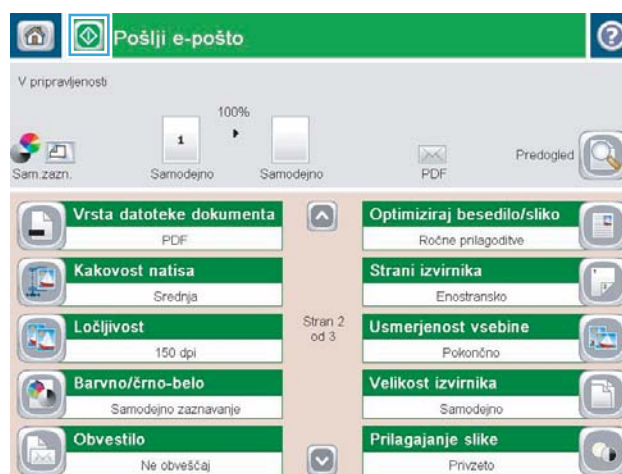 Pošlji e-pošto
V pripravljenosti
100%
1
Sam.zazn.
Samodejno
Samodejno
PDF
Predogled
Vrsta datoteke dokumenta
PDF
Kakovost natisa
Srednja
Ločljivost
150 dpi
Barvno/črno-belo
Samodejno zaznavanje
Obvestilo
Ne obveščaj
Stran 2
od 3
Optimiziraj besedilo/sliko
Ročne prilagoditve
Strani izvirnika
Enostransko
Usmerjenost vsebine
Pokončno
Velikost izvirnika
Samodejno
Prilagajanje slike
Privzeto